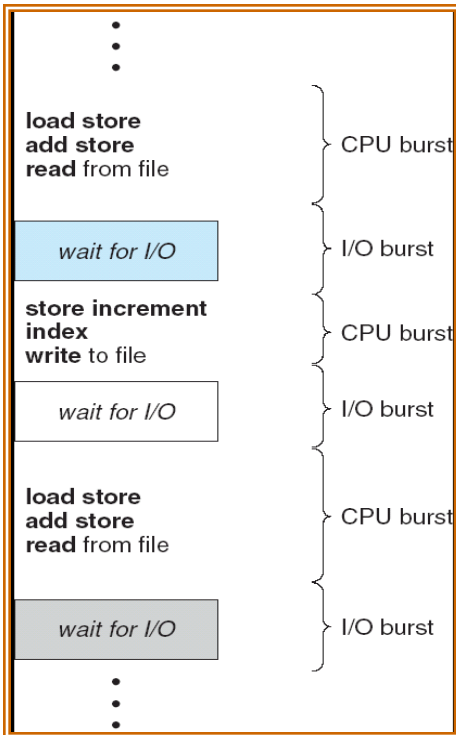 load store
add store
read from file
CPU burst
wait for I/O
I/O burst
store increment
index
write to file
CPU burst
wait for I/O
I/O burst
load store
add store
read from file
CPU burst
wait for I/O
I/O burst